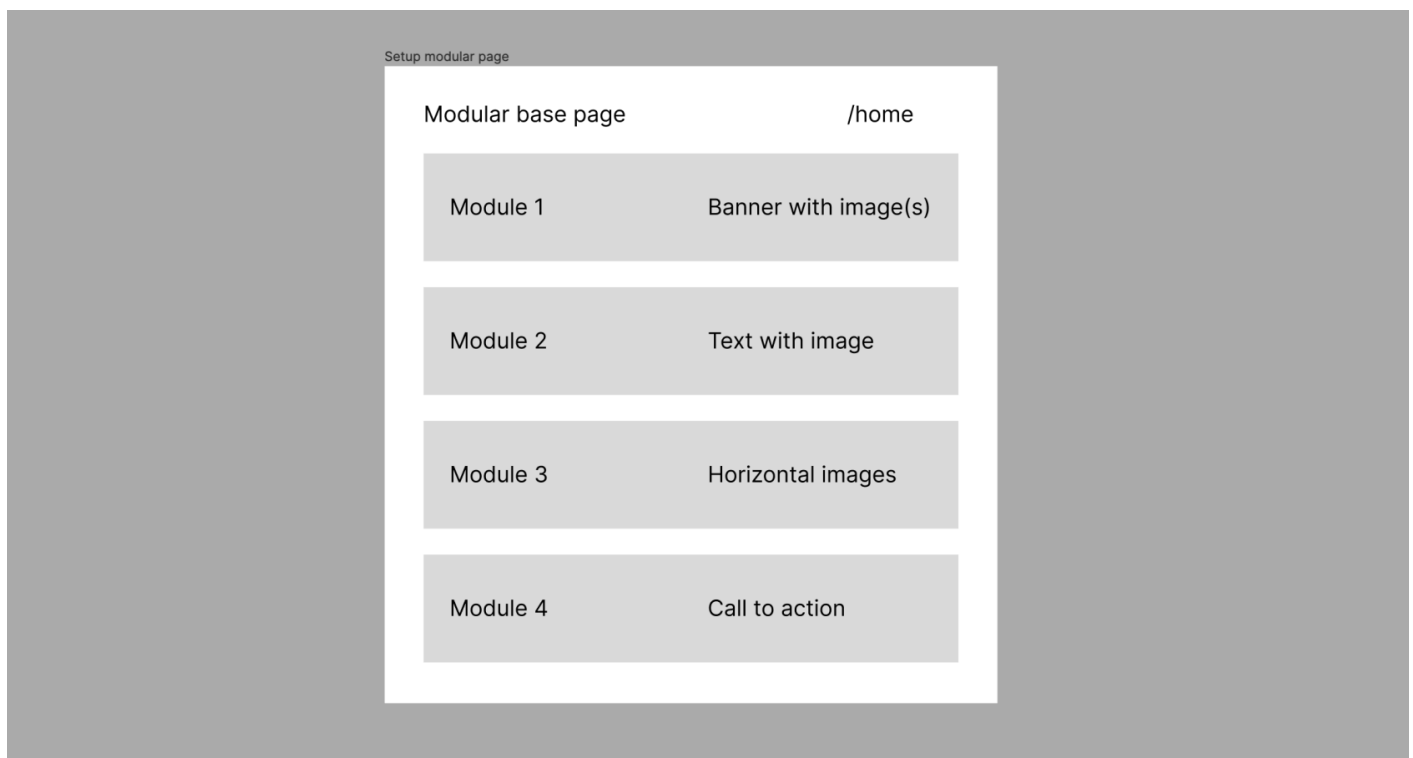 Setup modular page
Modular base page /home
Module 1 Banner with image(s)
Module 2 Text with image
Module 3 Horizontal images
Module 4 Call to action